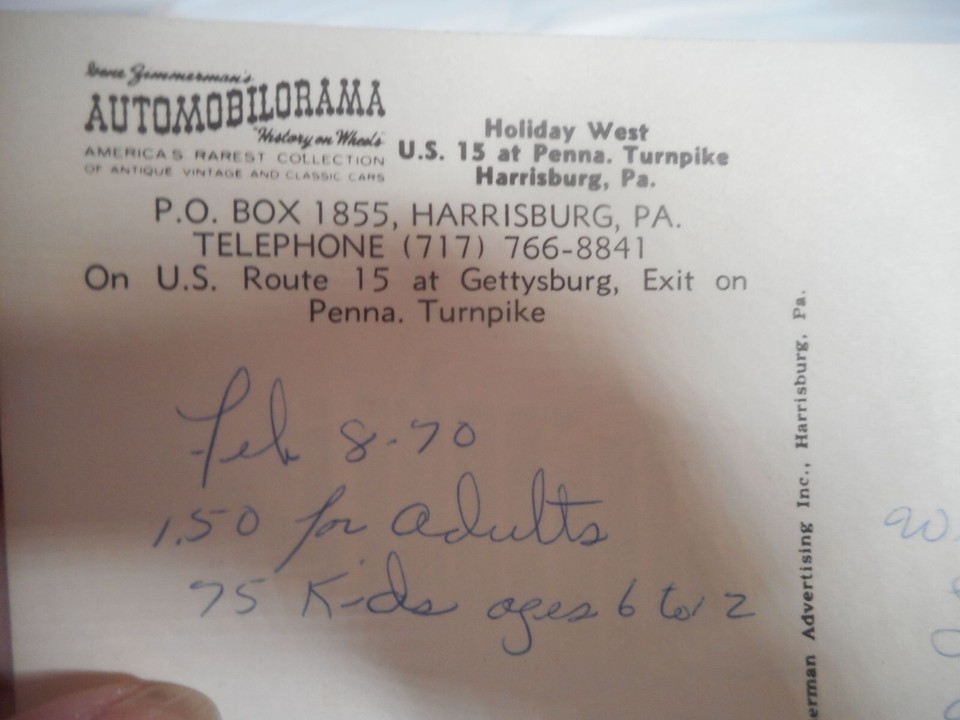 Gene Zimmerman's
AUTOMOBILORAMA
"History on Wheels"
AMERICA'S RAREST COLLECTION
OF ANTIQUE VINTAGE AND CLASSIC CARS
Holiday West
U.S. 15 at Penna. Turnpike
Harrisburg, Pa.
P.O. BOX 1855, HARRISBURG, PA.
TELEPHONE (717) 766-8841
On U.S. Route 15 at Gettysburg, Exit on
Penna. Turnpike
Feb 8-70
1.50 for adults
75 Kids ages 6 to 12
erman Advertising Inc., Harrisburg, Pa.